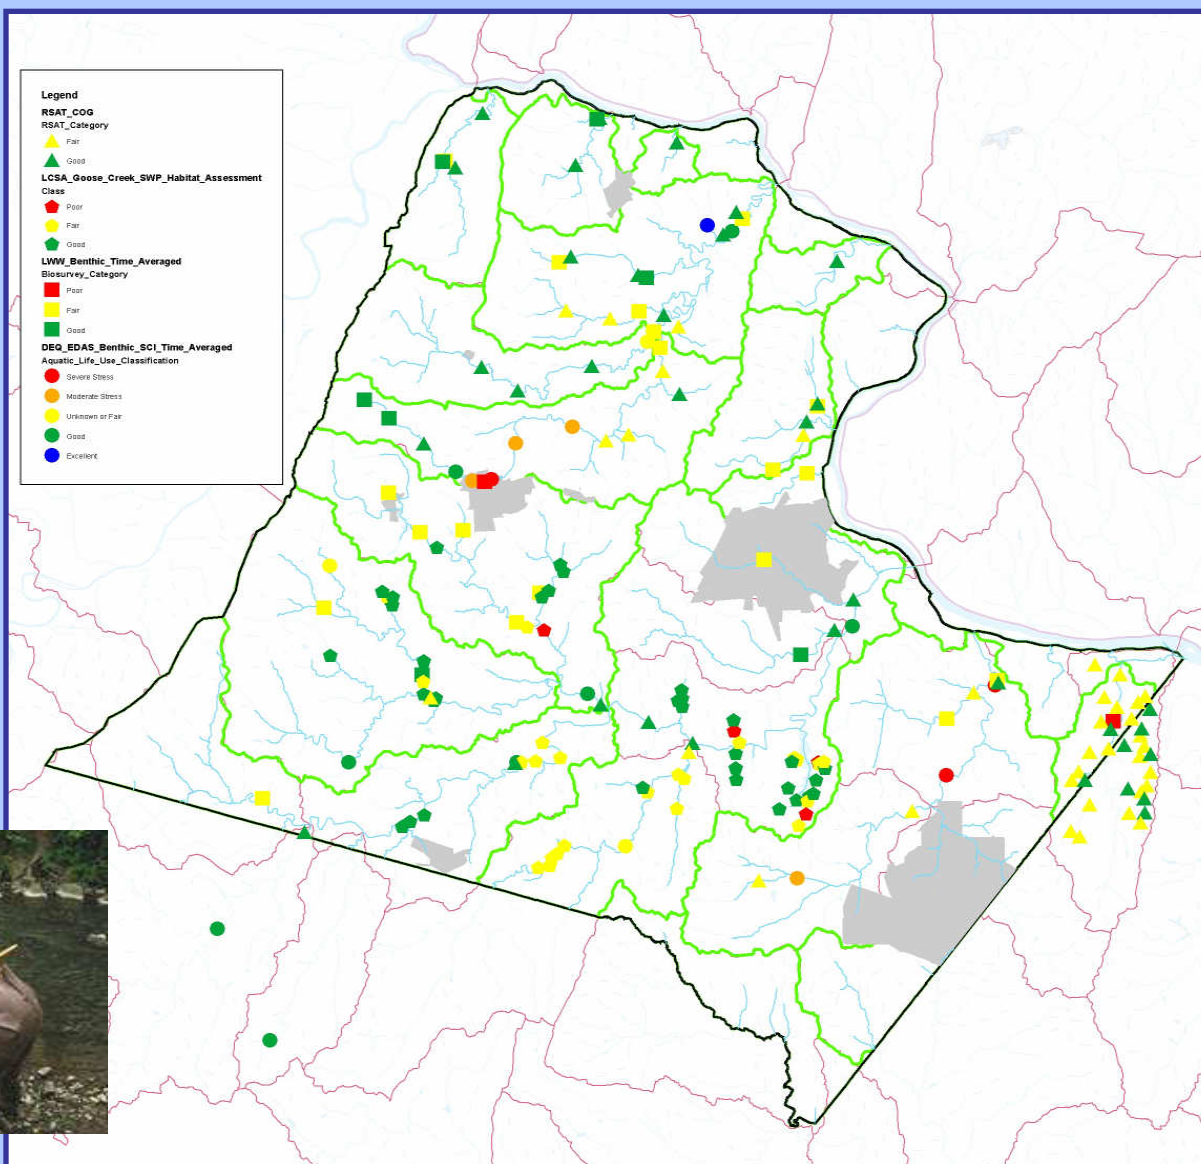 Legend
RSAT_COG
RSAT_Category
Fair
Good
LCSA_Goose_Creek_SWP_Habitat_Assessment
Class
Poor
Fair
Good
LWW_Benthic_Time_Averaged
Biosurvey_Category
Poor
Fair
Good
DEQ_EDAS_Benthic_SCI_Time_Averaged
Aquatic_Life_Use_Classification
Severe Stress
Moderate Stress
Unknown or Fair
Good
Excellent